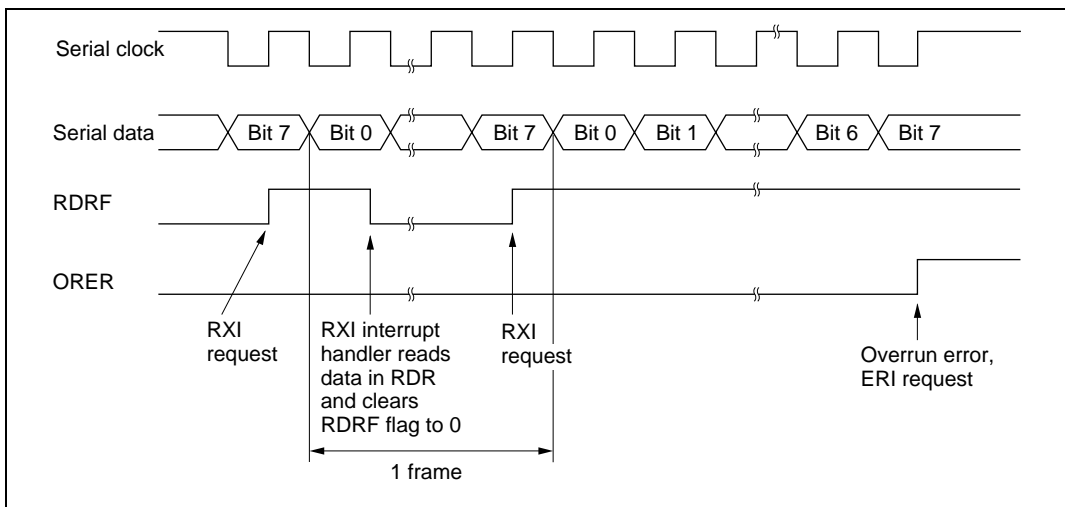 Serial clock
Serial data
Bit 7
Bit 0
Bit 7
Bit 0
Bit 1
Bit 6
Bit 7
RDRF
ORER
RXI
request
RXI interrupt
handler reads
data in RDR
and clears
RDRF flag to 0
RXI
request
Overrun error,
ERI request
1 frame